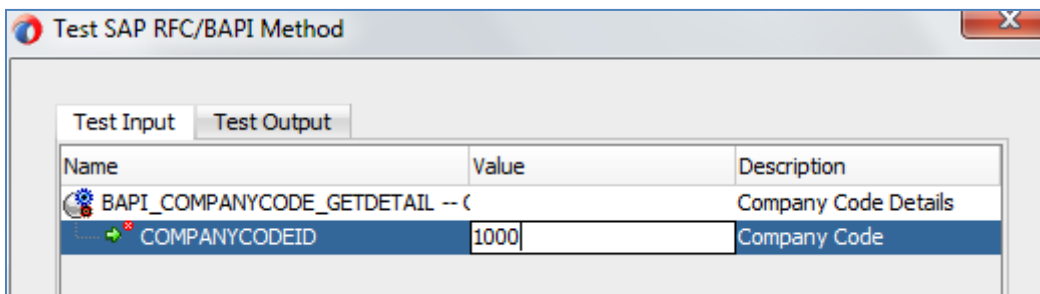 Test SAP RFC/BAPI Method
Test Input Test Output
Name Value Description
BAPI_COMPANYCODE_GETDETAIL -- Company Code Details
COMPANYCODEID 1000 Company Code